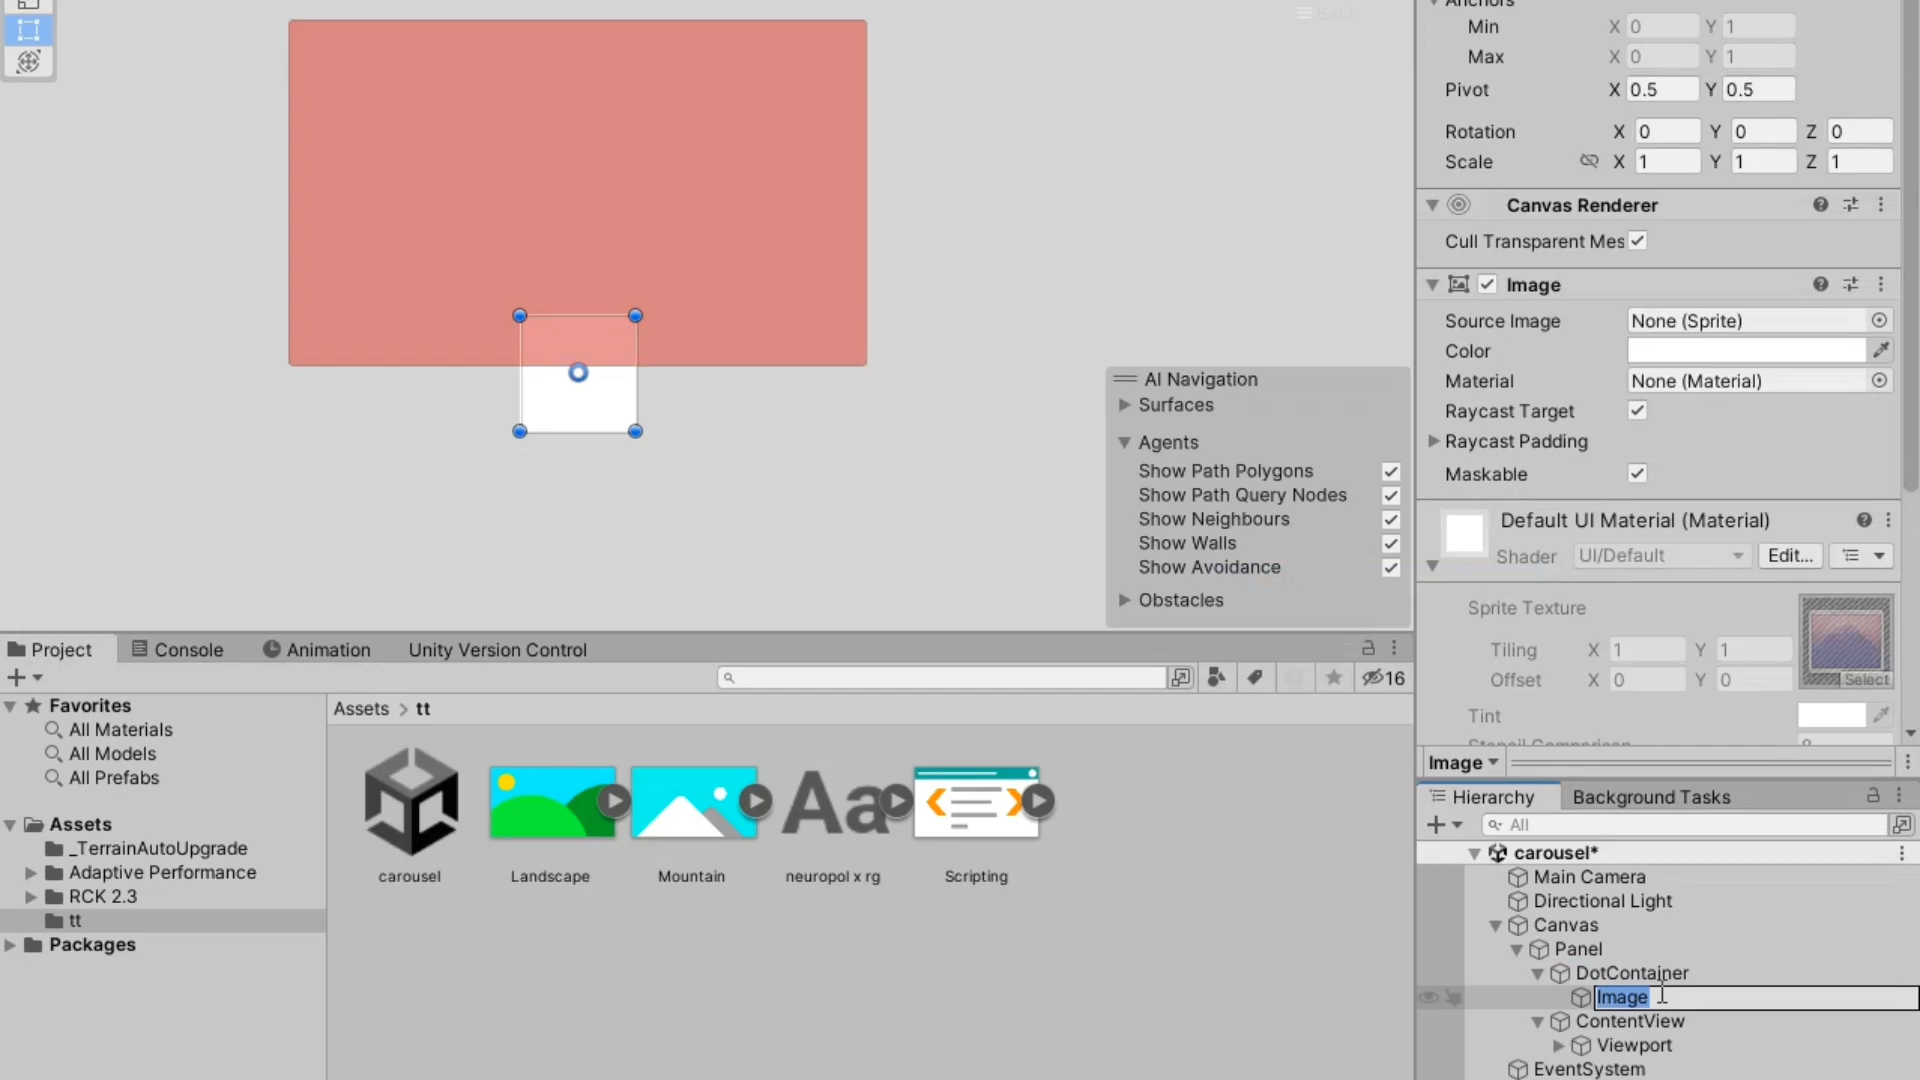 Back
Anchors
Min X 0 Y 1
Max X 0 Y 1
Pivot X 0.5 Y 0.5
Rotation X 0 Y 0 Z 0
Scale X 1 Y 1 Z 1
Canvas Renderer
Cull Transparent Mes
Image
Source Image None (Sprite)
Color
Material None (Material)
Raycast Target
Raycast Padding
Maskable
Default UI Material (Material)
Shader UI/Default Edit...
Sprite Texture
Tiling X 1 Y 1
Offset X 0 Y 0
Select
Tint
Stencil Comparison
Image
AI Navigation
Surfaces
Agents
Show Path Polygons
Show Path Query Nodes
Show Neighbours
Show Walls
Show Avoidance
Obstacles
Project Console Animation Unity Version Control
16
Favorites
All Materials
All Models
All Prefabs
Assets
_TerrainAutoUpgrade
Adaptive Performance
RCK 2.3
tt
Packages
Assets > tt
Aa
carousel Landscape Mountain neuropol x rg Scripting
Hierarchy Background Tasks
All
carousel*
Main Camera
Directional Light
Canvas
Panel
DotContainer
Image
ContentView
Viewport
EventSystem